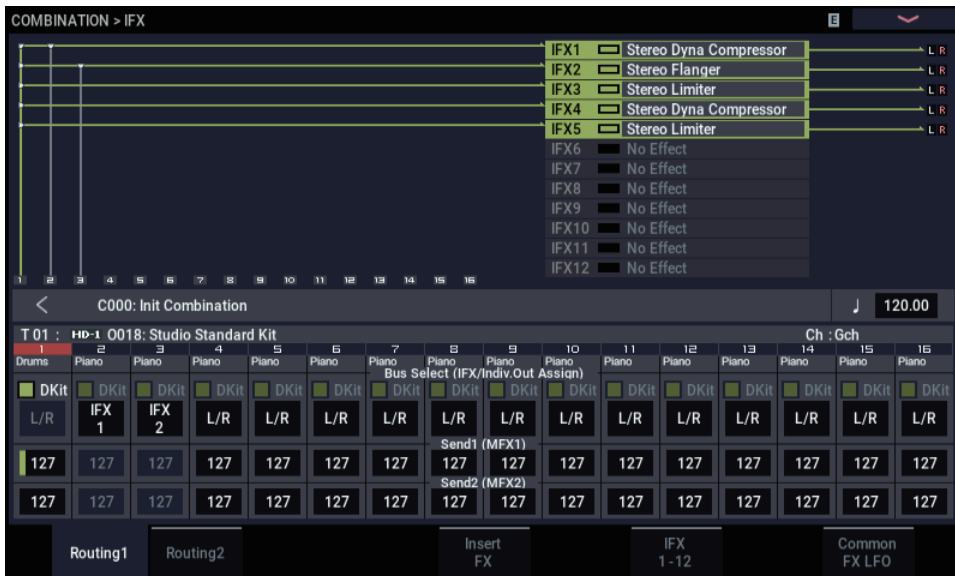 COMBINATION > IFX E
IFX1 Stereo Dyna Compressor L R
IFX2 Stereo Flanger L R
IFX3 Stereo Limiter L R
IFX4 Stereo Dyna Compressor L R
IFX5 Stereo Limiter L R
IFX6 No Effect
IFX7 No Effect
IFX8 No Effect
IFX9 No Effect
IFX10 No Effect
IFX11 No Effect
IFX12 No Effect
1 2 3 4 5 6 7 8 9 10 11 12 13 14 15 16
< C000: Init Combination ♩ 120.00
T 01 : HD-1 O018: Studio Standard Kit Ch : Gch
1 2 3 4 5 6 7 8 9 10 11 12 13 14 15 16
Drums Piano Piano Piano Piano Piano Piano Piano Piano Piano Piano Piano Piano Piano Piano Piano
Bus Select (IFX/Indiv.Out Assign)
DKit DKit DKit DKit DKit DKit DKit DKit DKit DKit DKit DKit DKit DKit DKit DKit
L/R IFX 1 IFX 2 L/R L/R L/R L/R L/R L/R L/R L/R L/R L/R L/R L/R L/R
Send1 (MFX1)
127 127 127 127 127 127 127 127 127 127 127 127 127 127 127 127
Send2 (MFX2)
127 127 127 127 127 127 127 127 127 127 127 127 127 127 127 127
Routing1 Routing2 Insert FX IFX 1-12 Common FX LFO